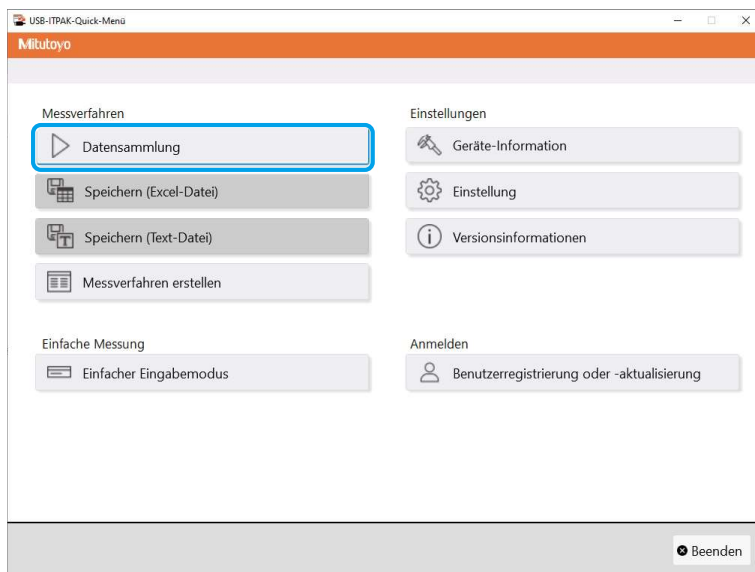 USB-ITPAK-Quick-Menü
Mitutoyo
Messverfahren
Datensammlung
Speichern (Excel-Datei)
Speichern (Text-Datei)
Messverfahren erstellen
Einfache Messung
Einfacher Eingabemodus
Einstellungen
Geräte-Information
Einstellung
Versionsinformationen
Anmelden
Benutzerregistrierung oder -aktualisierung
Beenden